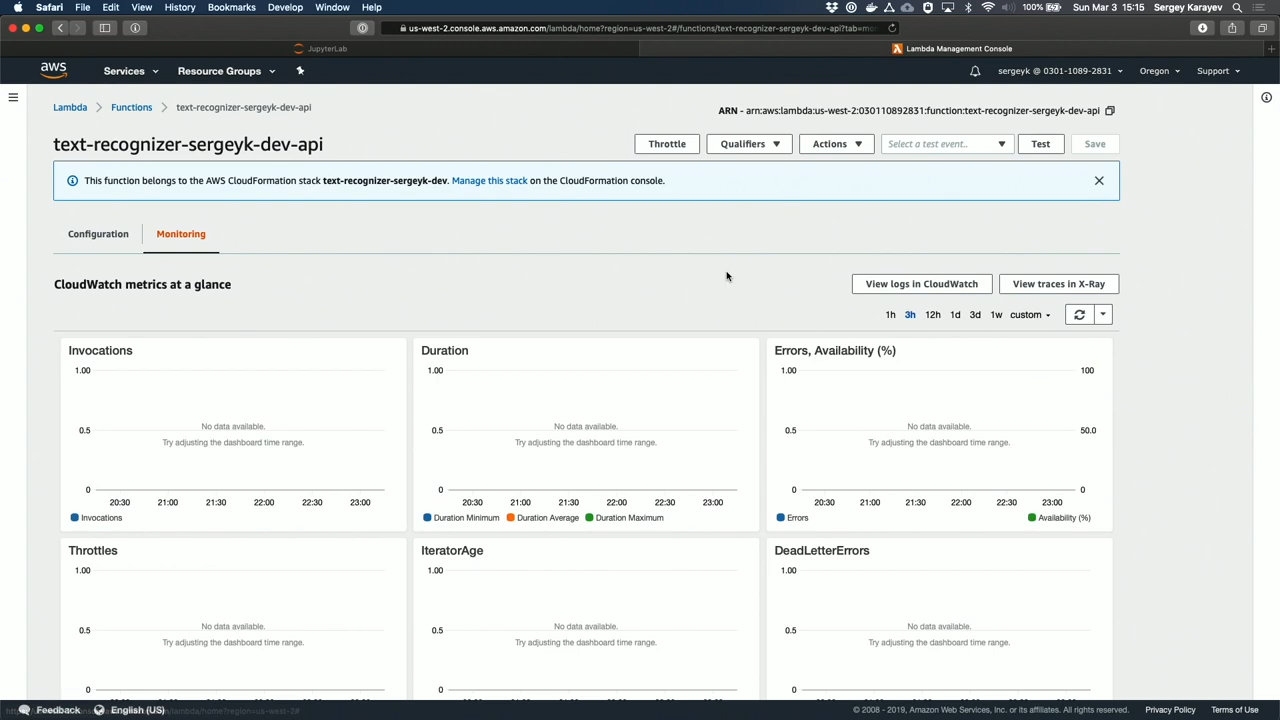 Safari File Edit View History Bookmarks Develop Window Help 100% Sun Mar 3 15:15 Sergey Karayev
us-west-2.console.aws.amazon.com/lambda/home?region=us-west-2#/functions/text-recognizer-sergeyk-dev-api?tab=mo...
JupyterLab Lambda Management Console
aws Services Resource Groups sergeyk @ 0301-1089-2831 Oregon Support
Lambda Functions text-recognizer-sergeyk-dev-api
ARN - arn:aws:lambda:us-west-2:030110892831:function:text-recognizer-sergeyk-dev-api
text-recognizer-sergeyk-dev-api Throttle Qualifiers Actions Select a test event.. Test Save
This function belongs to the AWS CloudFormation stack text-recognizer-sergeyk-dev. Manage this stack on the CloudFormation console.
Configuration Monitoring
CloudWatch metrics at a glance View logs in CloudWatch View traces in X-Ray
1h 3h 12h 1d 3d 1w custom
Invocations
1.00
0.5
No data available.
Try adjusting the dashboard time range.
0
20:30 21:00 21:30 22:00 22:30 23:00
Invocations
Duration
1.00
0.5
No data available.
Try adjusting the dashboard time range.
0
20:30 21:00 21:30 22:00 22:30 23:00
Duration Minimum Duration Average Duration Maximum
Errors, Availability (%)
1.00 100
0.5 50.0
No data available.
Try adjusting the dashboard time range.
0 0
20:30 21:00 21:30 22:00 22:30 23:00
Errors Availability (%)
Throttles
1.00
0.5
No data available.
Try adjusting the dashboard time range.
0
IteratorAge
1.00
0.5
No data available.
Try adjusting the dashboard time range.
0
DeadLetterErrors
1.00
0.5
No data available.
Try adjusting the dashboard time range.
0
Feedback English (US) © 2008 - 2019, Amazon Web Services, Inc. or its affiliates. All rights reserved. Privacy Policy Terms of Use